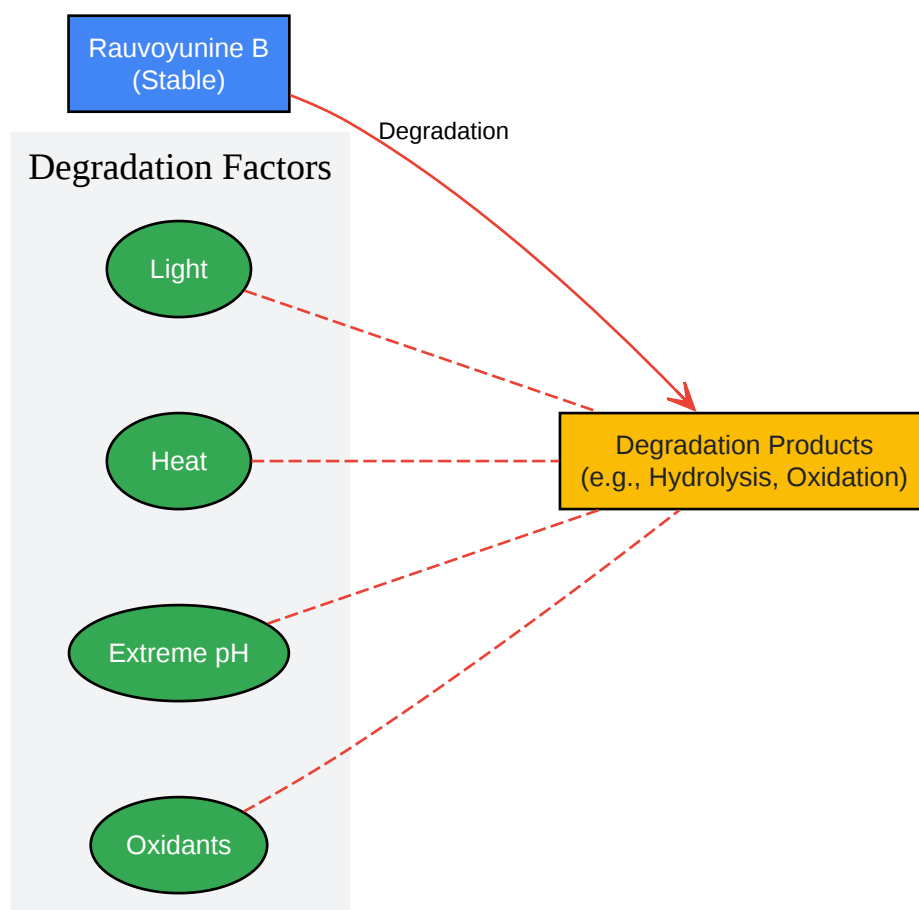 Rauvoyunine B
(Stable)
Degradation
Degradation Factors
Light
Heat
Degradation Products
(e.g., Hydrolysis, Oxidation)
Extreme pH
Oxidants